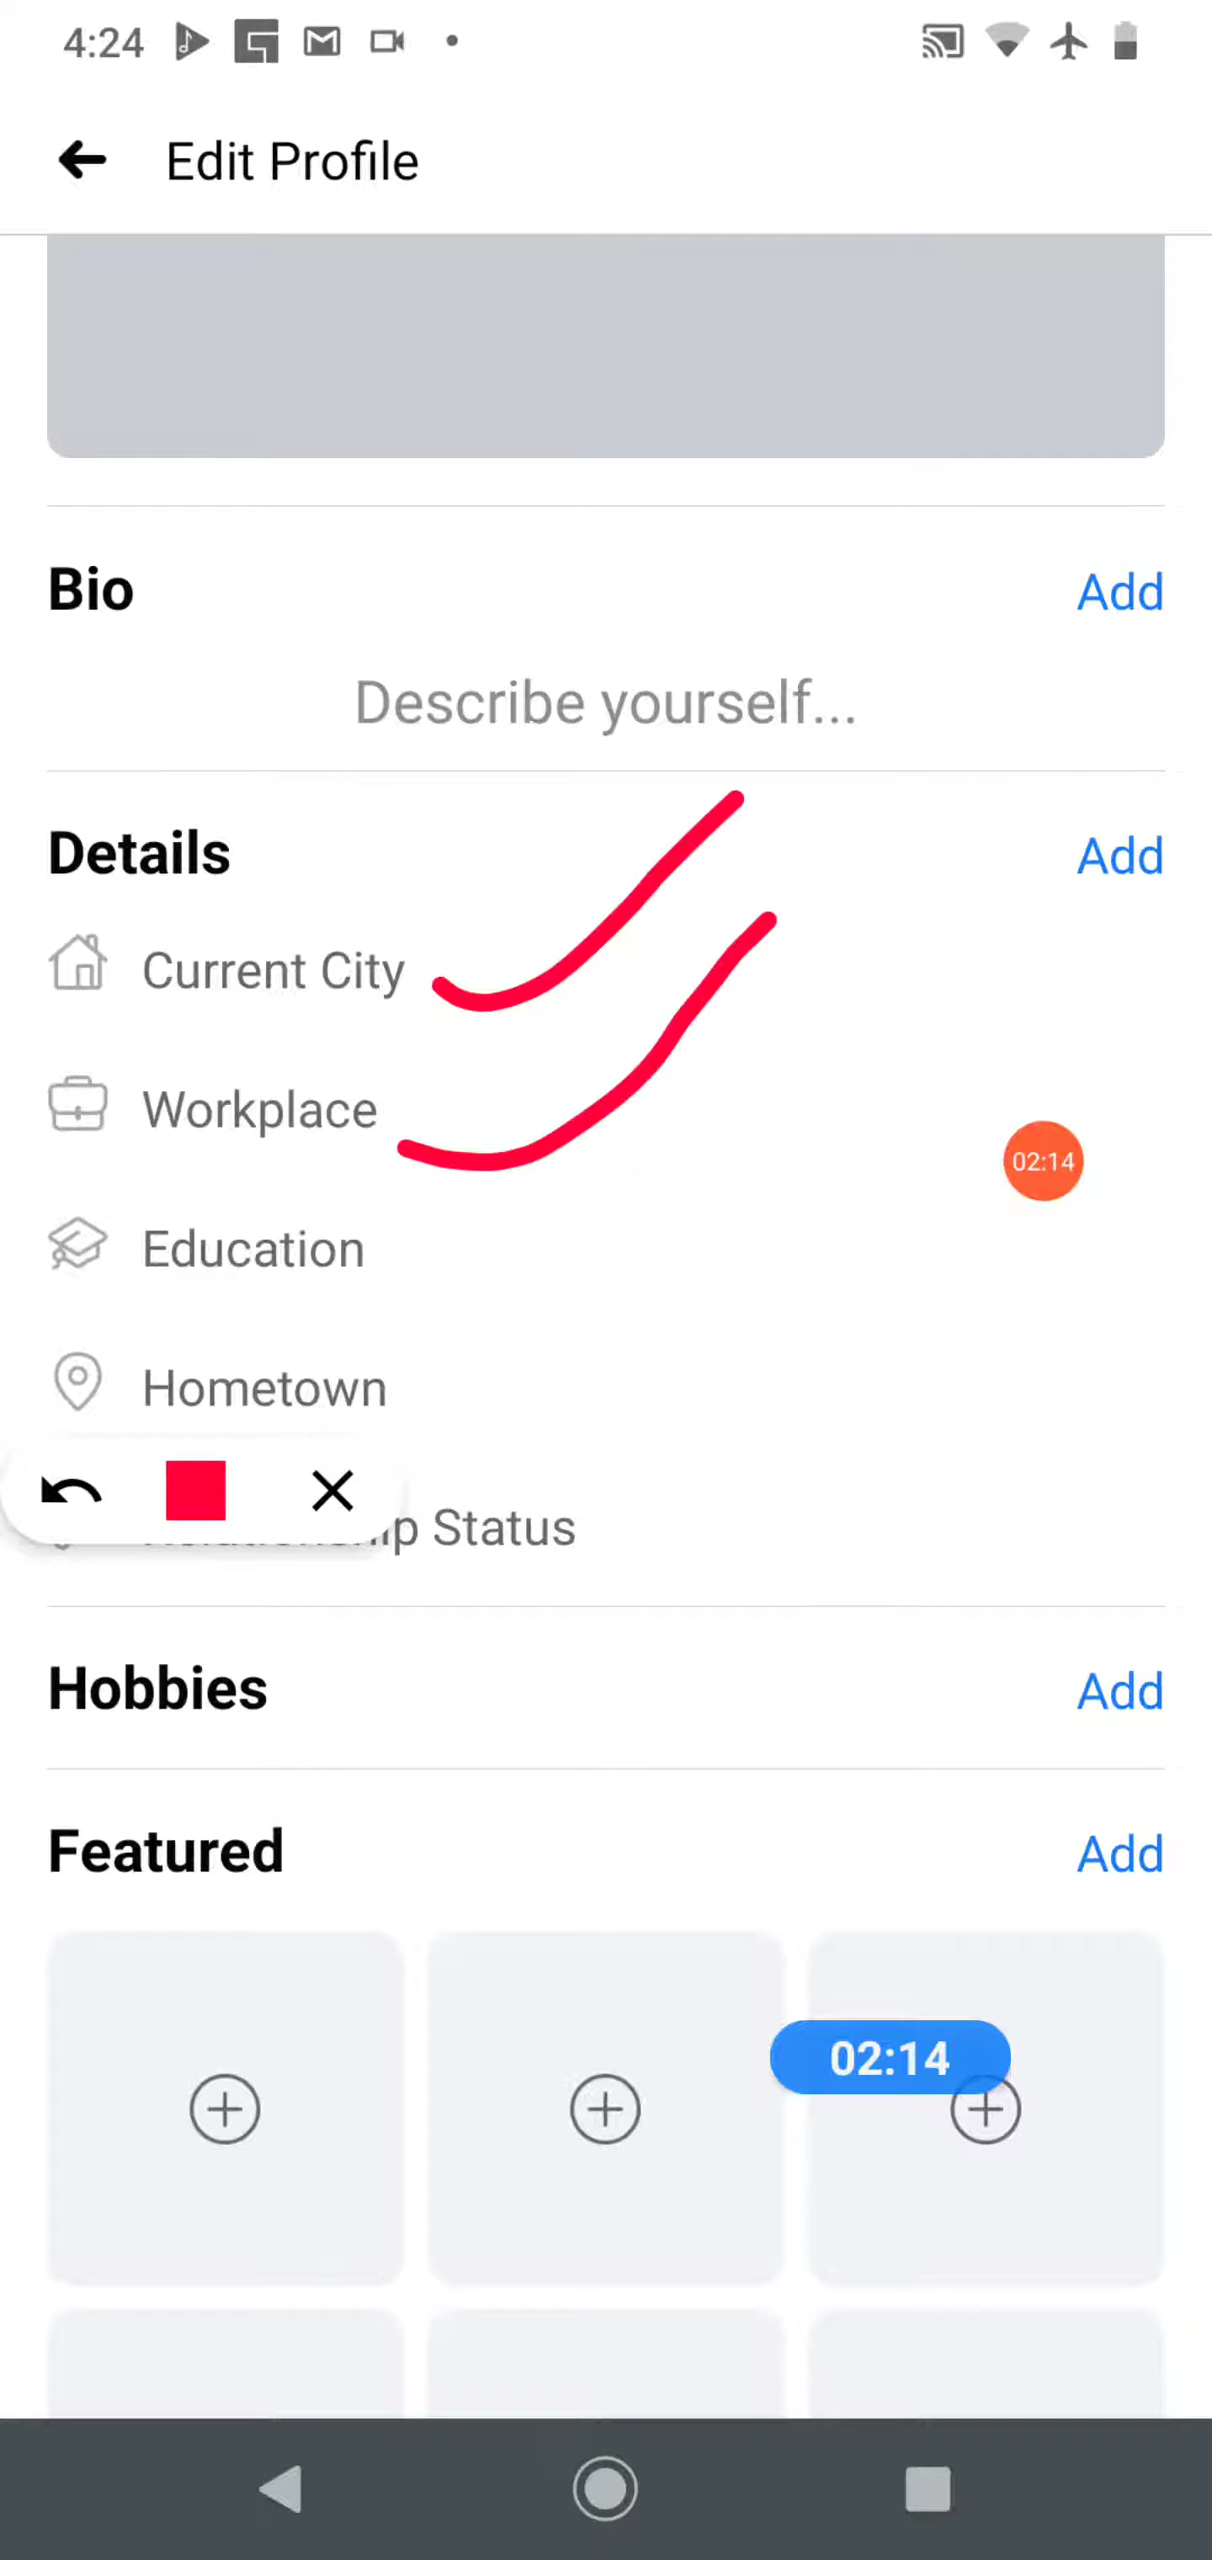 4:24
Edit Profile
Bio
Add
Describe yourself...
Details
Add
Current City
Workplace
02:14
Education
Hometown
Status
Hobbies
Add
Featured
Add
02:14